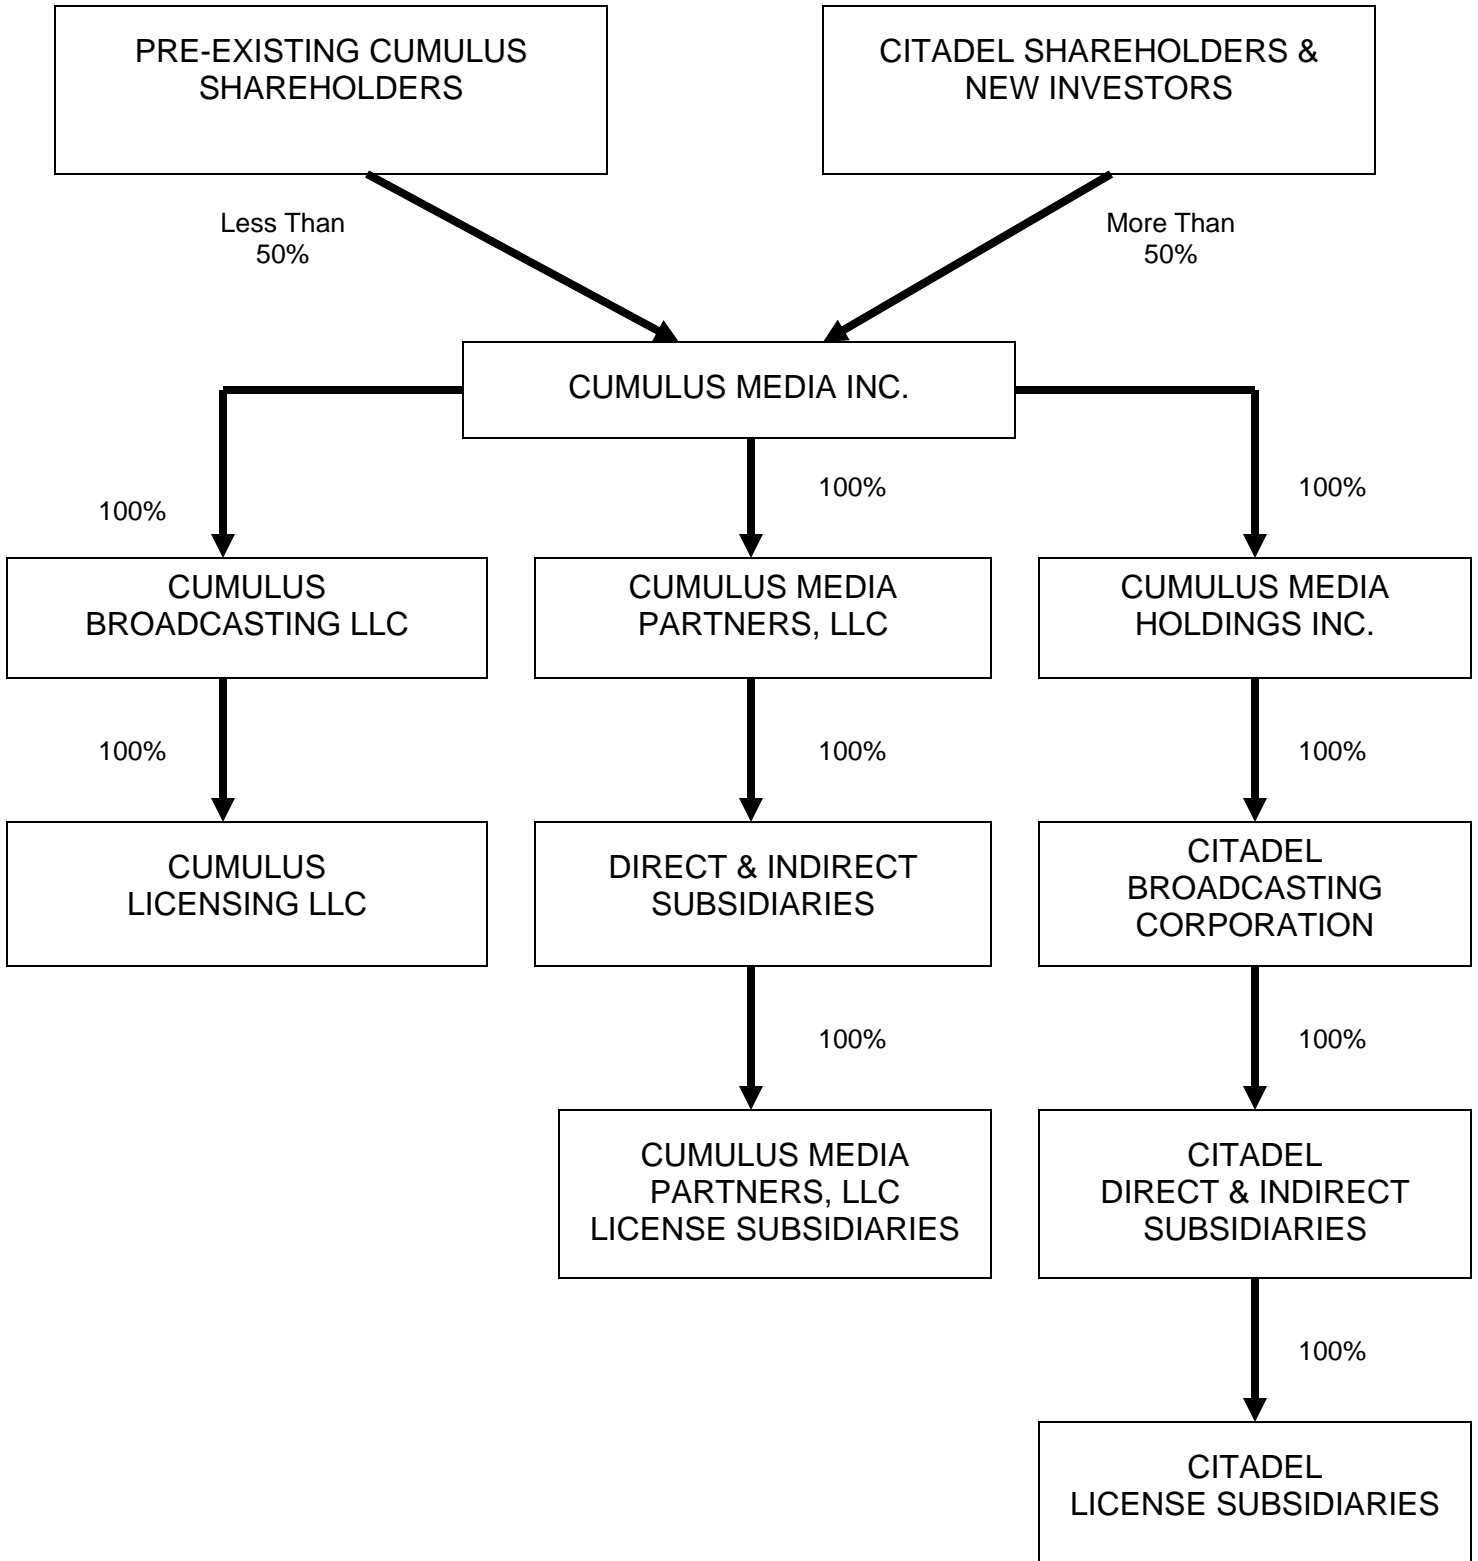 PRE-EXISTING CUMULUS
SHAREHOLDERS
CITADEL SHAREHOLDERS &
NEW INVESTORS
Less Than
50%
More Than
50%
CUMULUS MEDIA INC.
100%
100%
100%
CUMULUS
BROADCASTING LLC
CUMULUS MEDIA
PARTNERS, LLC
CUMULUS MEDIA
HOLDINGS INC.
100%
100%
100%
CUMULUS
LICENSING LLC
DIRECT & INDIRECT
SUBSIDIARIES
CITADEL
BROADCASTING
CORPORATION
100%
100%
CUMULUS MEDIA
PARTNERS, LLC
LICENSE SUBSIDIARIES
CITADEL
DIRECT & INDIRECT
SUBSIDIARIES
100%
CITADEL
LICENSE SUBSIDIARIES